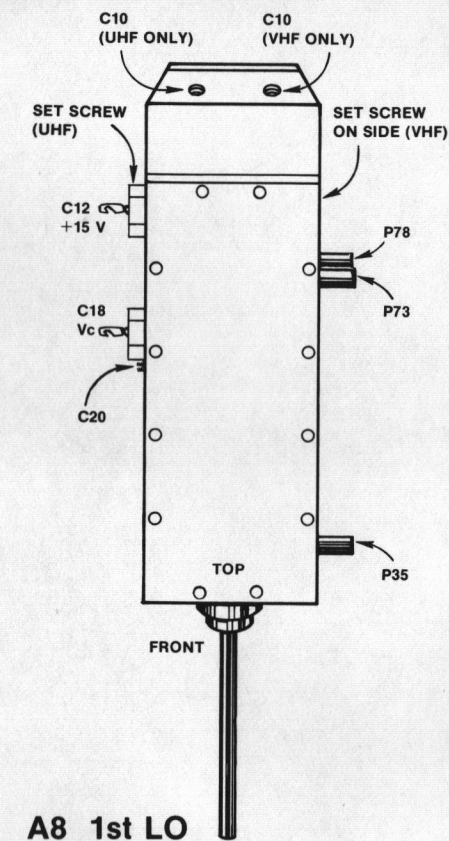 C10
(UHF ONLY)
C10
(VHF ONLY)
SET SCREW
(UHF)
SET SCREW
ON SIDE (VHF)
C12
+15 V
P78
P73
C18
Vc
C20
TOP
P35
FRONT
A8 1st LO